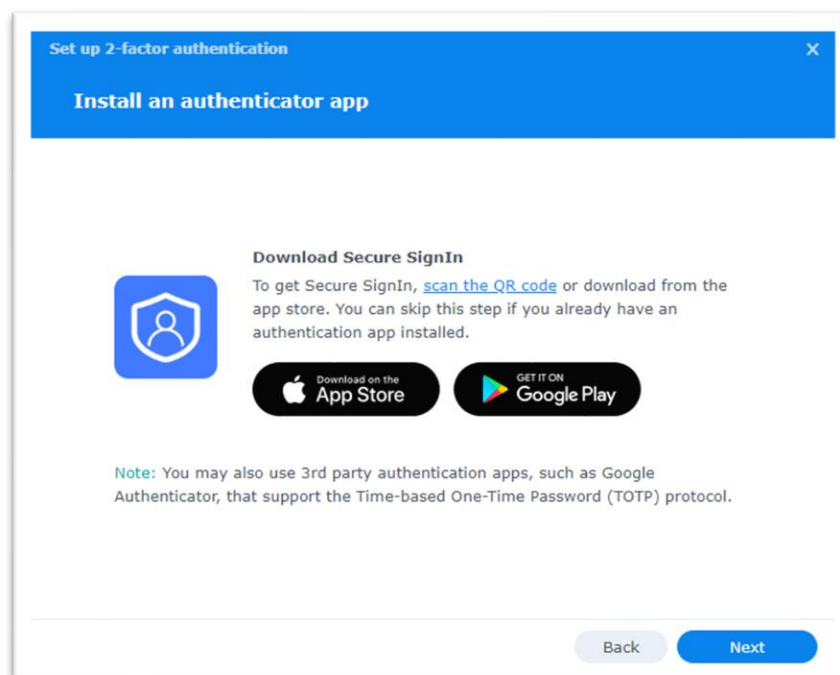 Set up 2-factor authentication
X
Install an authenticator app
Download Secure SignIn
To get Secure SignIn, scan the QR code or download from the
app store. You can skip this step if you already have an
authentication app installed.
Download on the
App Store
GET IT ON
Google Play
Note: You may also use 3rd party authentication apps, such as Google
Authenticator, that support the Time-based One-Time Password (TOTP) protocol.
Back
Next